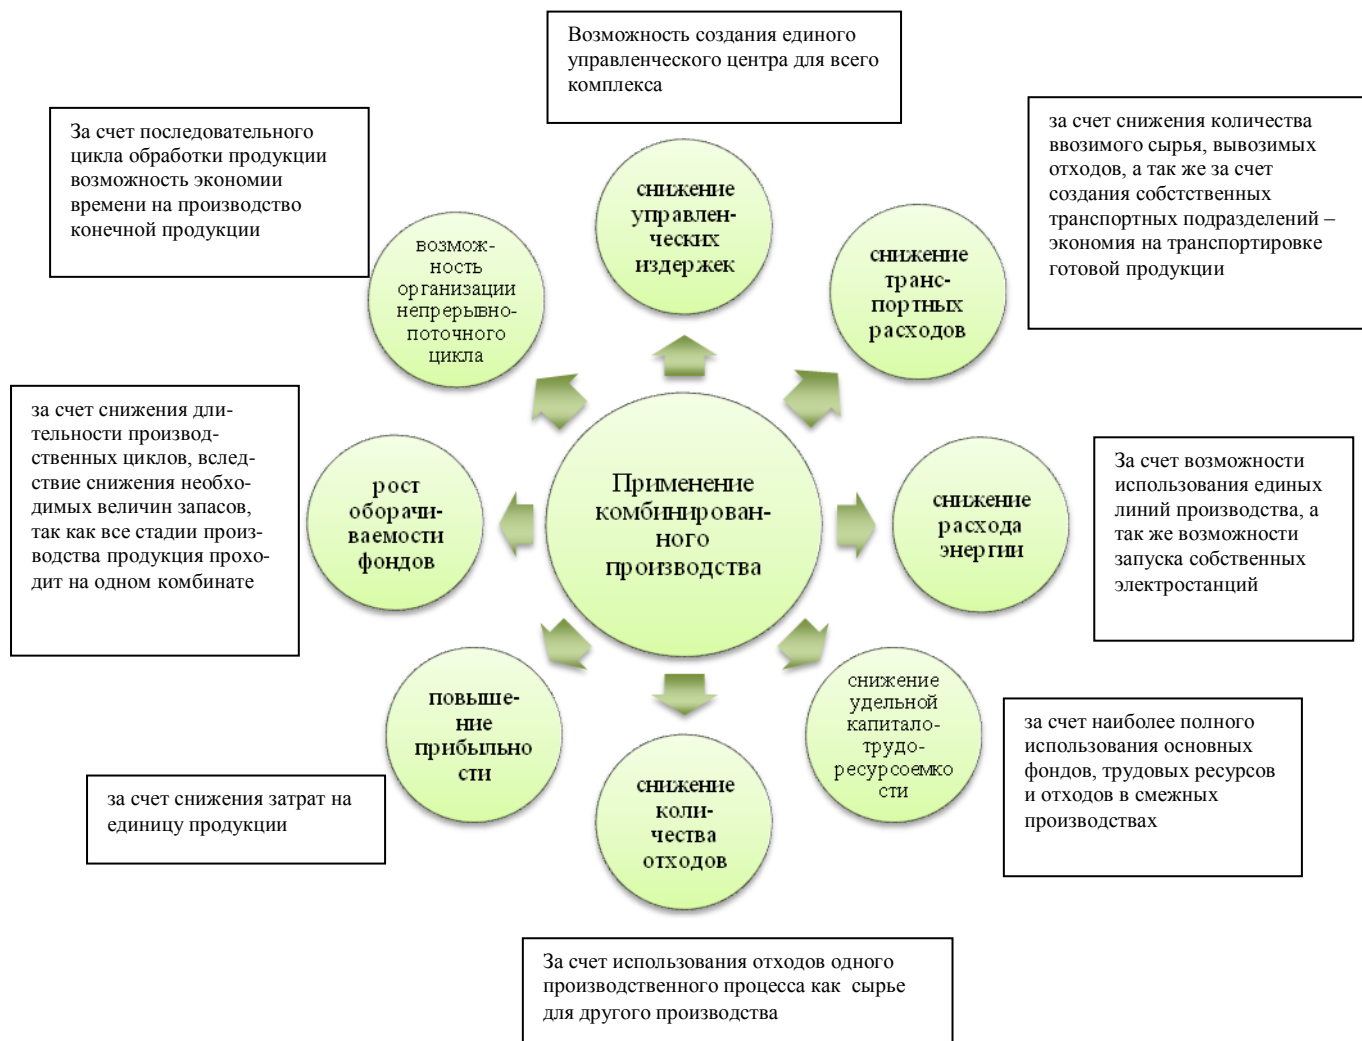 Возможность создания единого
управленческого центра для всего
комплекса
За счет последовательного
цикла обработки продукции
возможность экономии
времени на производство
конечной продукции
за счет снижения количества
ввозимого сырья, вывозимых
отходов, а так же за счет
создания собстственных
транспортных подразделений –
экономия на транспортировке
готовой продукции
снижение
управлен-
ческих
издержек
возмож-
ность
организации
непрерывно-
поточного
цикла
снижение
транс-
портных
расходов
за счет снижения дли-
тельности производ-
ственных циклов, вслед-
ствие снижения необхо-
димых величин запасов,
так как все стадии произ-
водства продукция прохо-
дит на одном комбинате
рост
оборачи-
ваемости
фондов
Применение
комбинирован-
ного
производства
снижение
расхода
энергии
За счет возможности
использования единых
линий производства, а
так же возможности
запуска собственных
электростанций
повыше-
ние
прибыльно
сти
снижение
удельной
капитало-
трудо-
ресурсоемко
сти
за счет наиболее полного
использования основных
фондов, трудовых ресурсов
и отходов в смежных
производствах
за счет снижения затрат на
единицу продукции
снижение
коли-
чества
отходов
За счет использования отходов одного
производственного процесса как сырье
для другого производства